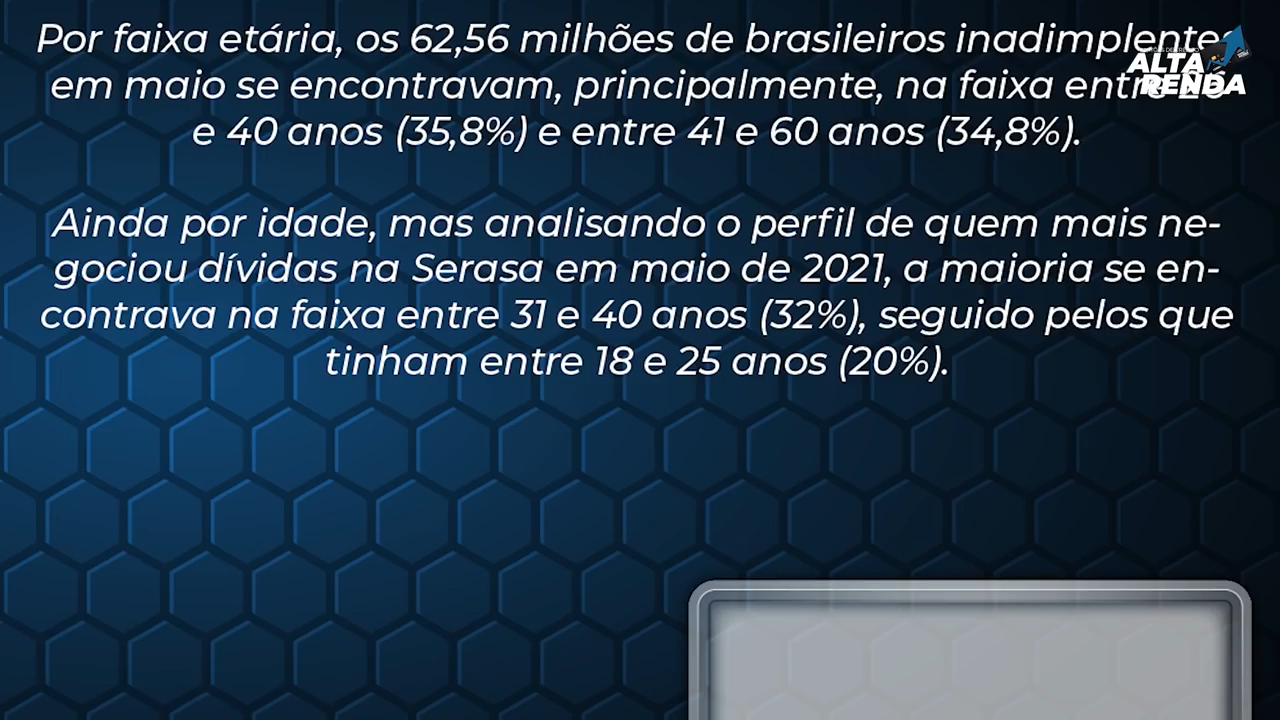 Por faixa etária, os 62,56 milhões de brasileiros inadimplentes
em maio se encontravam, principalmente, na faixa entre
e 40 anos (35,8%) e entre 41 e 60 anos (34,8%).
Ainda por idade, mas analisando o perfil de quem mais ne-
gociou dívidas na Serasa em maio de 2021, a maioria se en-
contrava na faixa entre 31 e 40 anos (32%), seguido pelos que
tinham entre 18 e 25 anos (20%).
ALTA
RENDA